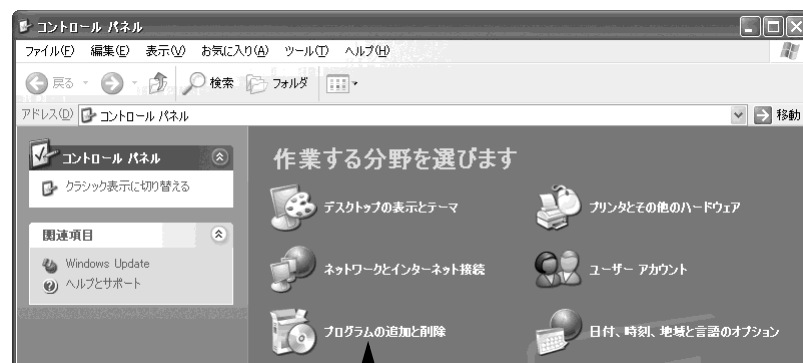 コントロール パネル
ファイル(F) 編集(E) 表示(V) お気に入り(A) ツール(T) ヘルプ(H)
戻る 検索 フォルダ
アドレス(D) コントロール パネル 移動
コントロール パネル
クラシック表示に切り替える
関連項目
Windows Update
ヘルプとサポート
作業する分野を選びます
デスクトップの表示とテーマ
プリンタとその他のハードウェア
ネットワークとインターネット接続
ユーザー アカウント
プログラムの追加と削除
日付、時刻、地域と言語のオプション